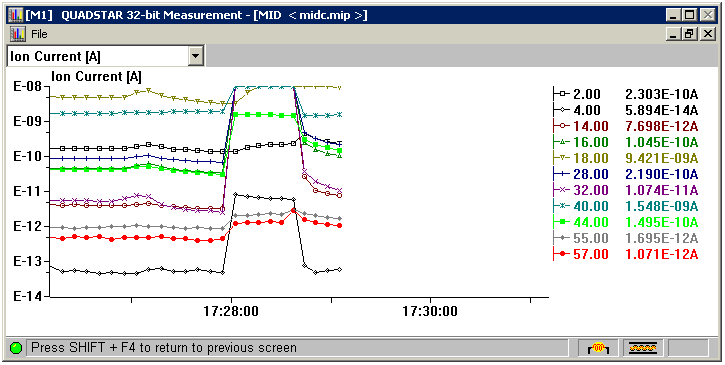 [M1] QUADSTAR 32-bit Measurement - [MID < midc.mip >]
File
Ion Current [A]
Ion Current [A]
E-08
E-09
E-10
E-11
E-12
E-13
E-14
17:28:00
17:30:00
2.00 2.303E-10A
4.00 5.894E-14A
14.00 7.698E-12A
16.00 1.045E-10A
18.00 9.421E-09A
28.00 2.190E-10A
32.00 1.074E-11A
40.00 1.548E-09A
44.00 1.495E-10A
55.00 1.695E-12A
57.00 1.071E-12A
Press SHIFT + F4 to return to previous screen